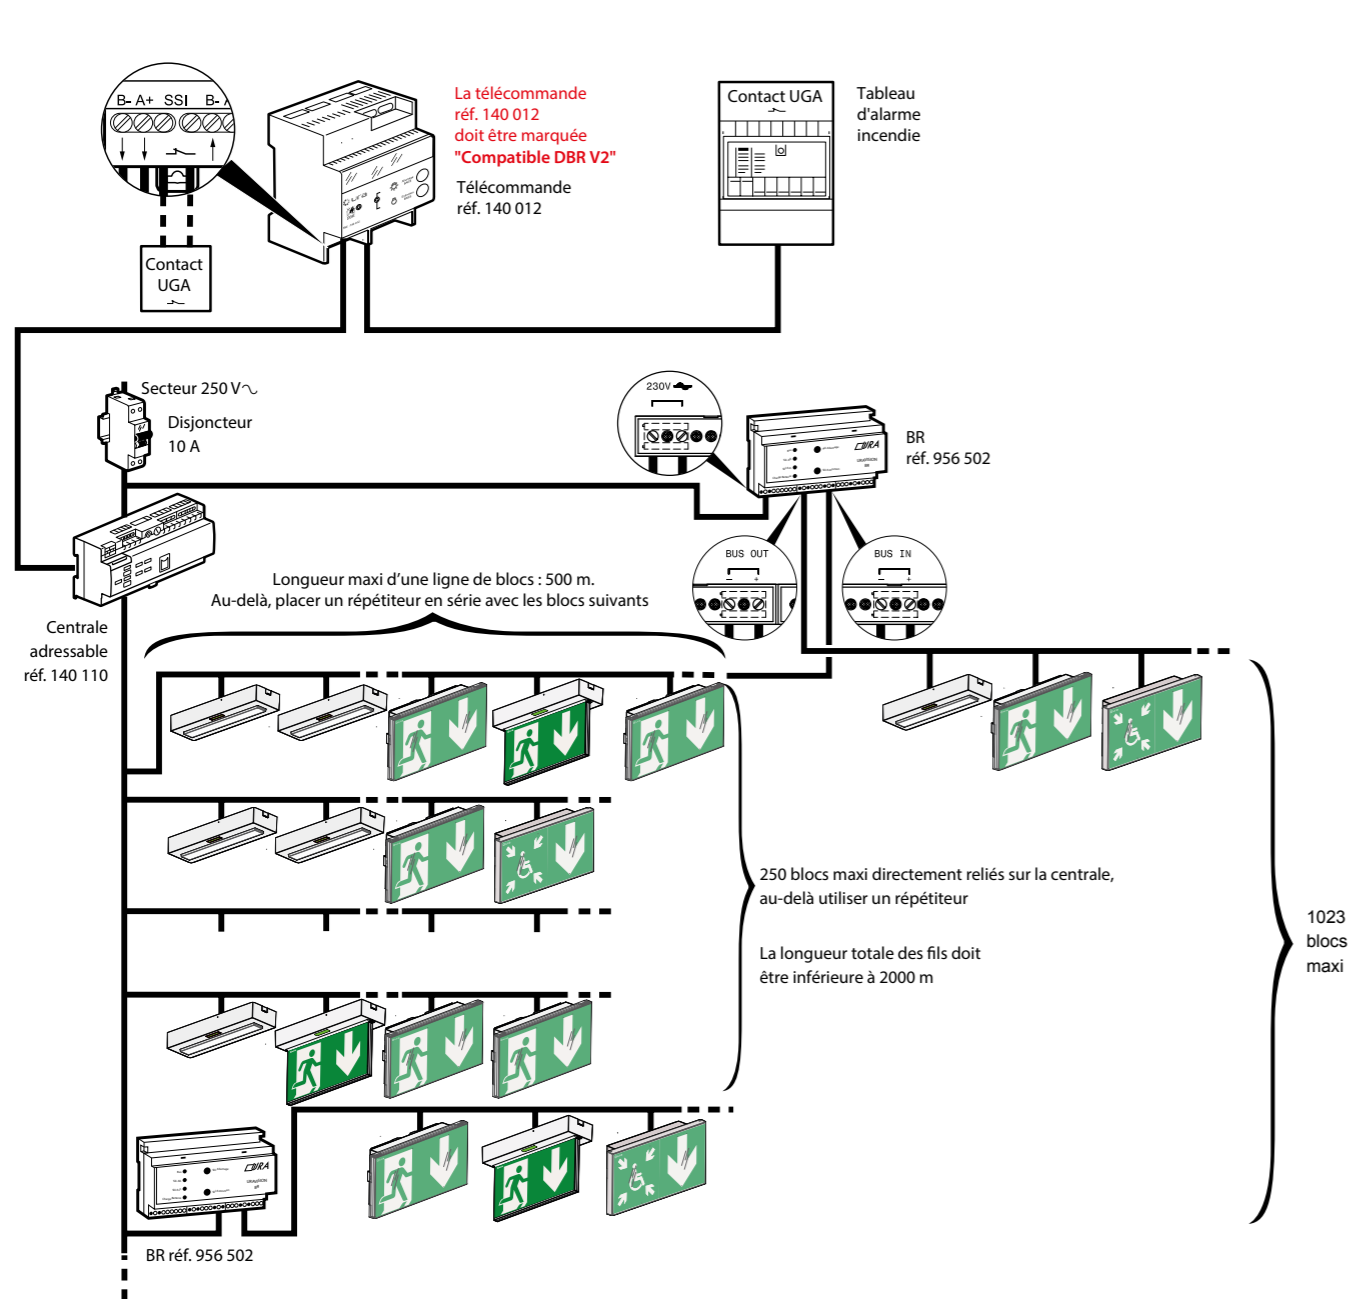 B- A+ SSI B-
La télécommande
réf. 140 012
doit être marquée
"Compatible DBR V2"
Télécommande
réf. 140 012
Contact UGA
Tableau
d'alarme
incendie
Contact
UGA
Secteur 250 V
Disjoncteur
10 A
230V
URA
BR
réf. 956 502
BUS OUT
- +
BUS IN
- +
Longueur maxi d’une ligne de blocs : 500 m.
Au-delà, placer un répétiteur en série avec les blocs suivants
Centrale
adressable
réf. 140 110
250 blocs maxi directement reliés sur la centrale,
au-delà utiliser un répétiteur
La longueur totale des fils doit
être inférieure à 2000 m
1023
blocs
maxi
URA
BR réf. 956 502